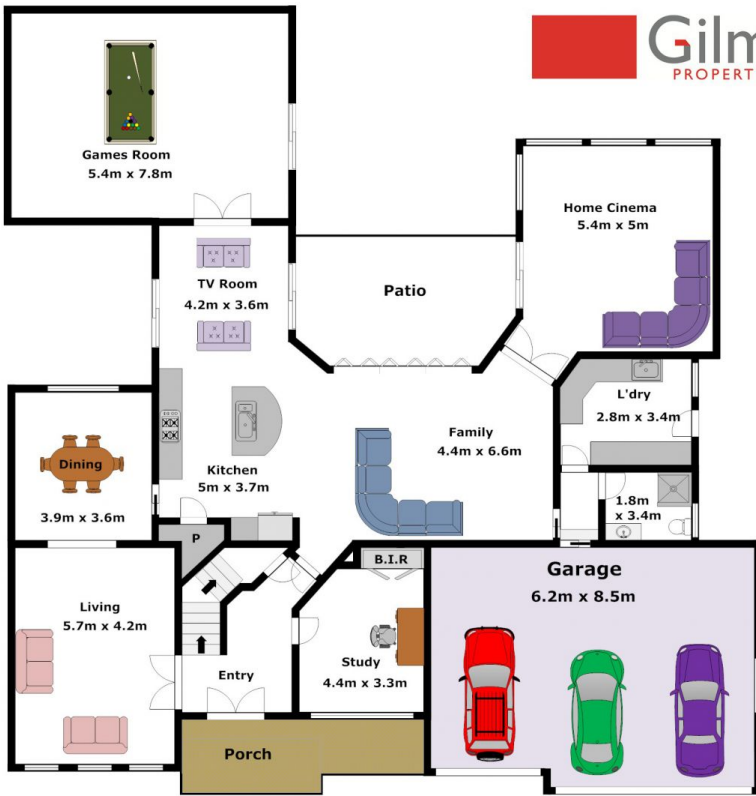 Gilm
PROPERT
Games Room
5.4m x 7.8m
Home Cinema
5.4m x 5m
TV Room
4.2m x 3.6m
Patio
L'dry
2.8m x 3.4m
Family
4.4m x 6.6m
Dining
3.9m x 3.6m
Kitchen
5m x 3.7m
1.8m
x 3.4m
P
B.I.R
Garage
6.2m x 8.5m
Living
5.7m x 4.2m
Study
4.4m x 3.3m
Entry
Porch